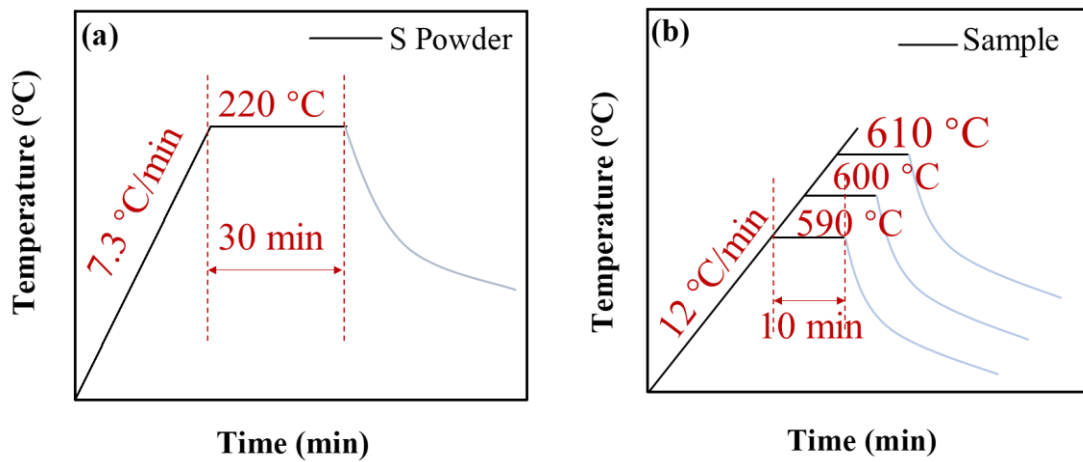 (a)
S Powder
220 °C
7.3 °C/min
30 min
Temperature (°C)
Time (min)
(b)
Sample
610 °C
600 °C
590 °C
12 °C/min
10 min
Temperature (°C)
Time (min)